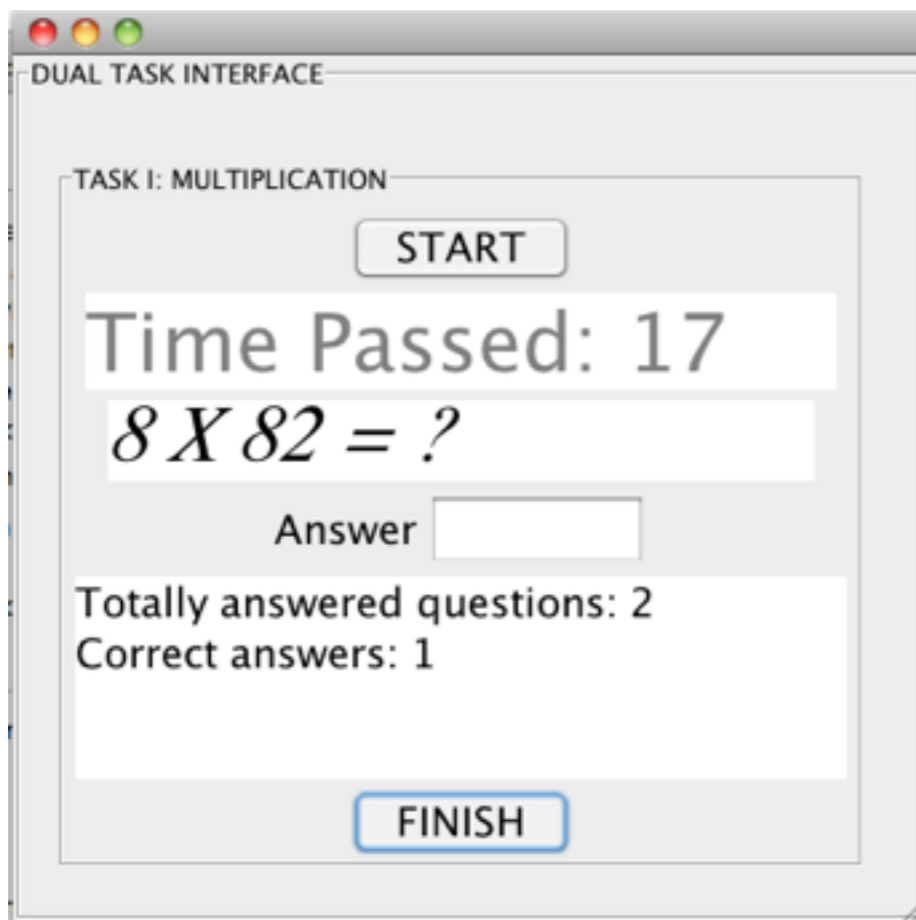 DUAL TASK INTERFACE
TASK I: MULTIPLICATION
START
Time Passed: 17
8 X 82 = ?
Answer
Totally answered questions: 2
Correct answers: 1
FINISH